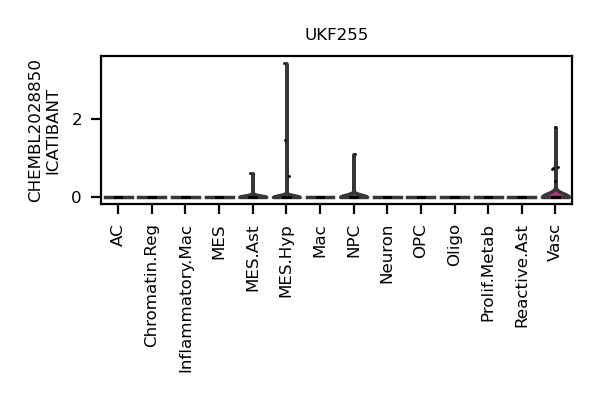 UKF255
CHEMBL2028850
ICATIBANT
2
0
AC
Chromatin.Reg
Inflammatory.Mac
MES
MES.Ast
MES.Hyp
Mac
NPC
Neuron
OPC
Oligo
Prolif.Metab
Reactive.Ast
Vasc